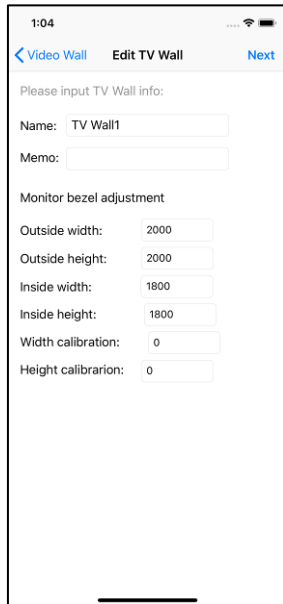 1:04
Video Wall Edit TV Wall Next
Please input TV Wall info:
Name: TV Wall1
Memo:
Monitor bezel adjustment
Outside width: 2000
Outside height: 2000
Inside width: 1800
Inside height: 1800
Width calibration: 0
Height calibrarion: 0